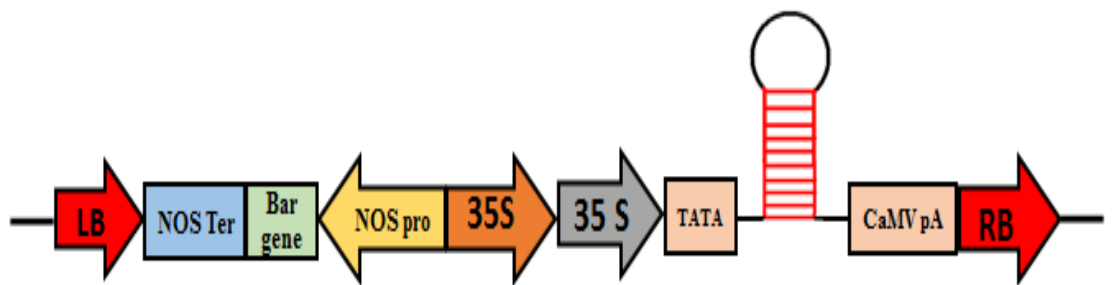 LB
NOS Ter
Bar
gene
NOS pro
35S
35 S
TATA
CaMV pA
RB